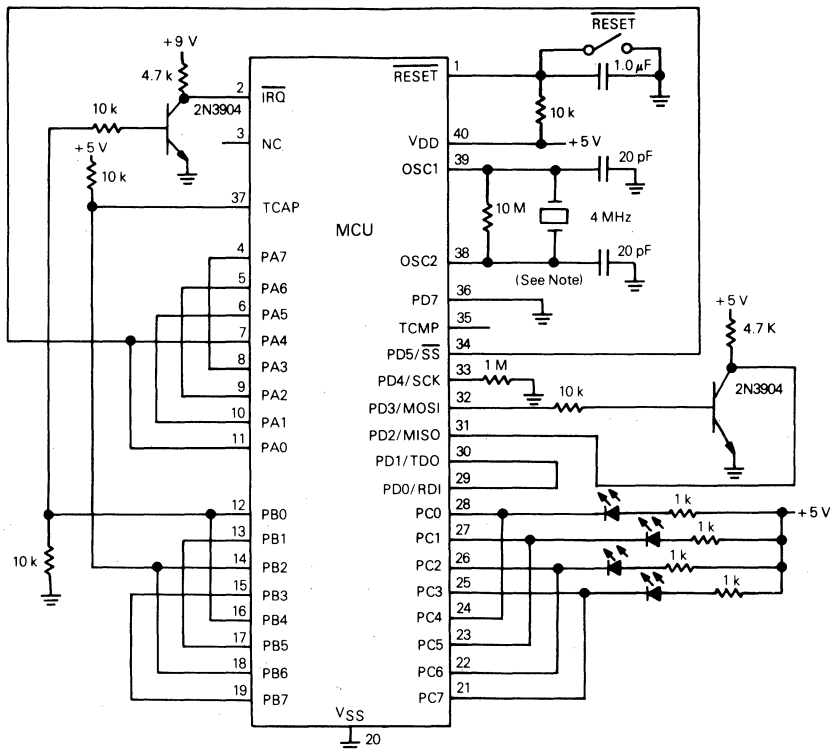 +9 V
4.7 k
2N3904
10 k
+5 V
10 k
10 k
MCU
2 IRQ
3 NC
37 TCAP
4 PA7
5 PA6
6 PA5
7 PA4
8 PA3
9 PA2
10 PA1
11 PA0
12 PB0
13 PB1
14 PB2
15 PB3
16 PB4
17 PB5
18 PB6
19 PB7
VSS
20
RESET 1
VDD 40
OSC1 39
OSC2 38
PD7 36
TCMP 35
PD5/SS 34
PD4/SCK 33
PD3/MOSI 32
PD2/MISO 31
PD1/TDO 30
PD0/RDI 29
PC0 28
PC1 27
PC2 26
PC3 25
PC4 24
PC5 23
PC6 22
PC7 21
RESET
1.0 µF
10 k
+5 V
20 pF
10 M
4 MHz
20 pF
(See Note)
+5 V
4.7 K
2N3904
1 M
10 k
1 k
1 k
1 k
1 k
+5 V